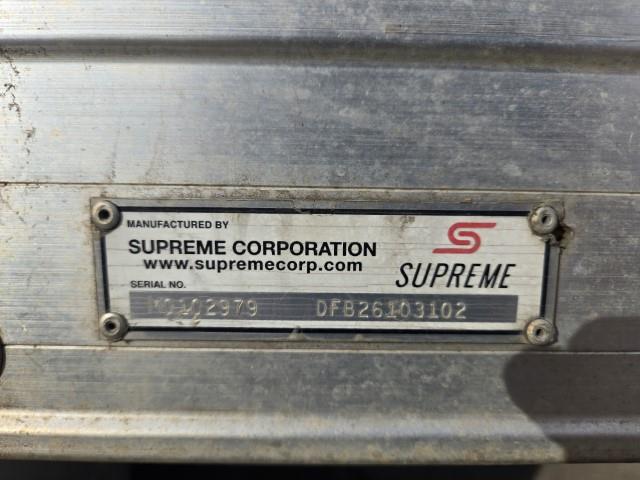 MANUFACTURED BY
SUPREME CORPORATION
www.supremecorp.com
SUPREME
SERIAL NO.
DFB26103102